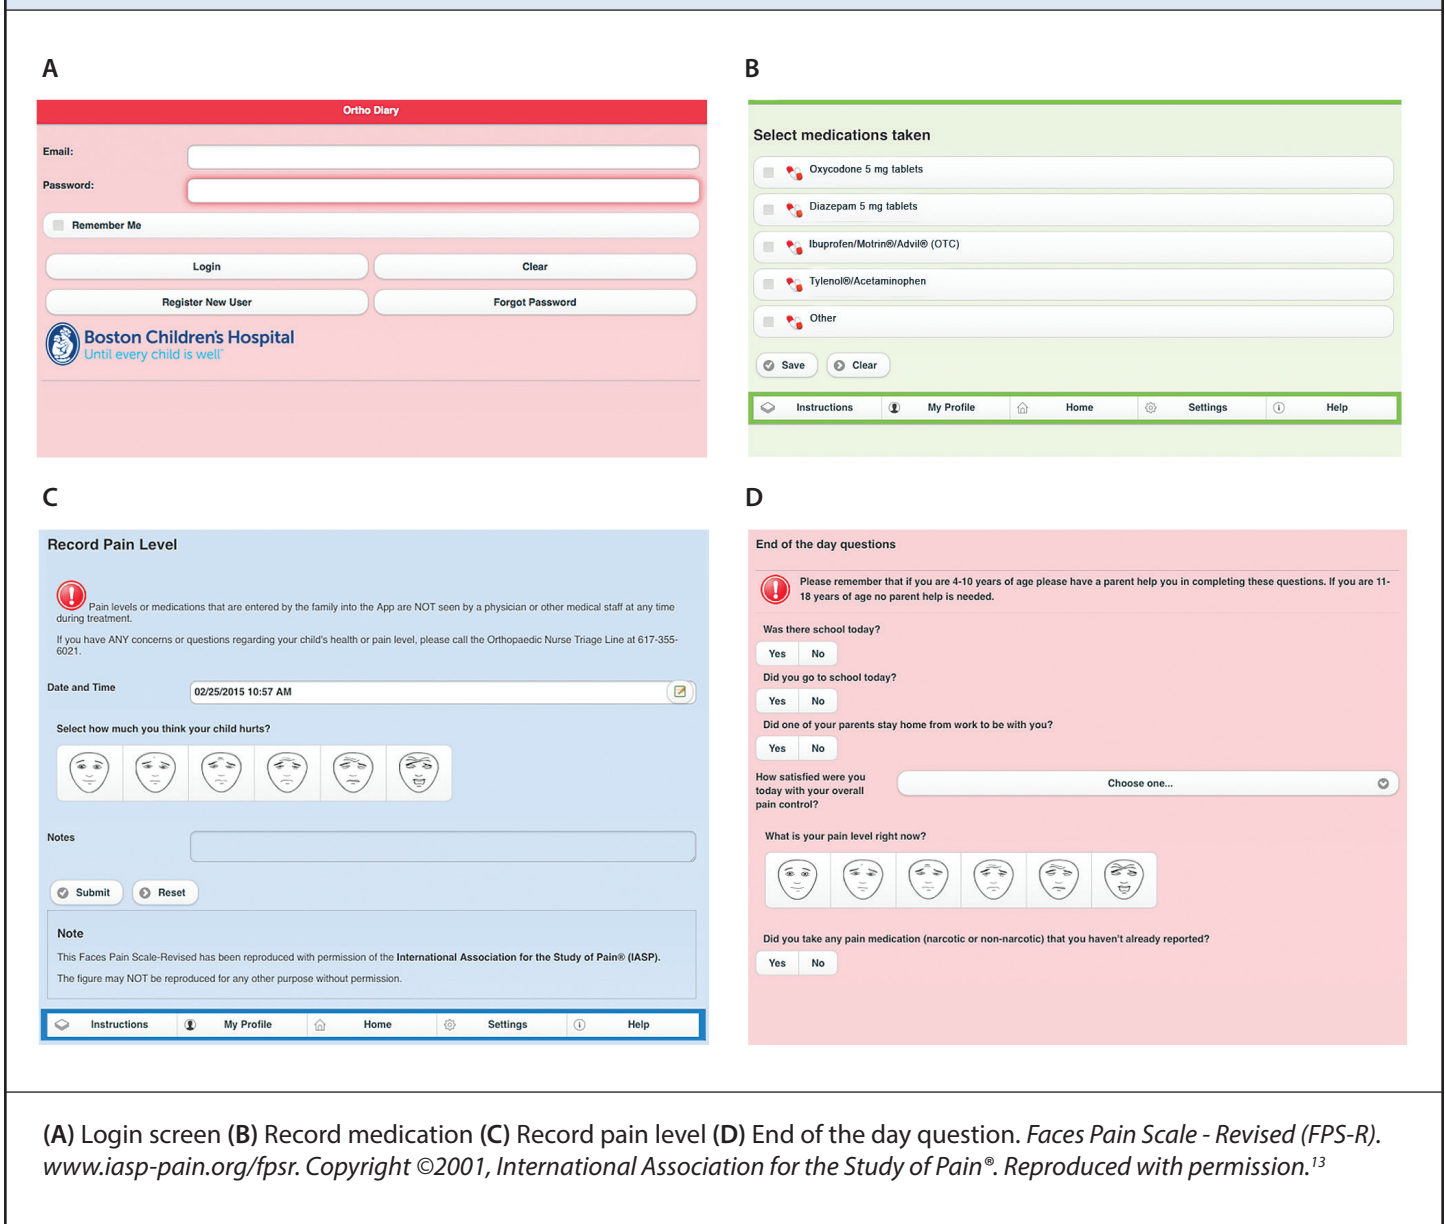 A
Ortho Diary
Email:
Password:
Remember Me
Login
Clear
Register New User
Forgot Password
Boston Children's Hospital
Until every child is well™
B
Select medications taken
Oxycodone 5 mg tablets
Diazepam 5 mg tablets
Ibuprofen/Motrin®/Advil® (OTC)
Tylenol®/Acetaminophen
Other
Save
Clear
Instructions
My Profile
Home
Settings
Help
C
Record Pain Level
Pain levels or medications that are entered by the family into the App are NOT seen by a physician or other medical staff at any time
during treatment.
If you have ANY concerns or questions regarding your child's health or pain level, please call the Orthopaedic Nurse Triage Line at 617-355-
6021.
Date and Time
02/25/2015 10:57 AM
Select how much you think your child hurts?
Notes
Submit
Reset
Note
This Faces Pain Scale-Revised has been reproduced with permission of the International Association for the Study of Pain® (IASP).
The figure may NOT be reproduced for any other purpose without permission.
Instructions
My Profile
Home
Settings
Help
D
End of the day questions
Please remember that if you are 4-10 years of age please have a parent help you in completing these questions. If you are 11-
18 years of age no parent help is needed.
Was there school today?
Yes No
Did you go to school today?
Yes No
Did one of your parents stay home from work to be with you?
Yes No
How satisfied were you
today with your overall
pain control?
Choose one...
What is your pain level right now?
Did you take any pain medication (narcotic or non-narcotic) that you haven't already reported?
Yes No
(A) Login screen (B) Record medication (C) Record pain level (D) End of the day question. Faces Pain Scale - Revised (FPS-R).
www.iasp-pain.org/fpsr. Copyright ©2001, International Association for the Study of Pain®. Reproduced with permission.13